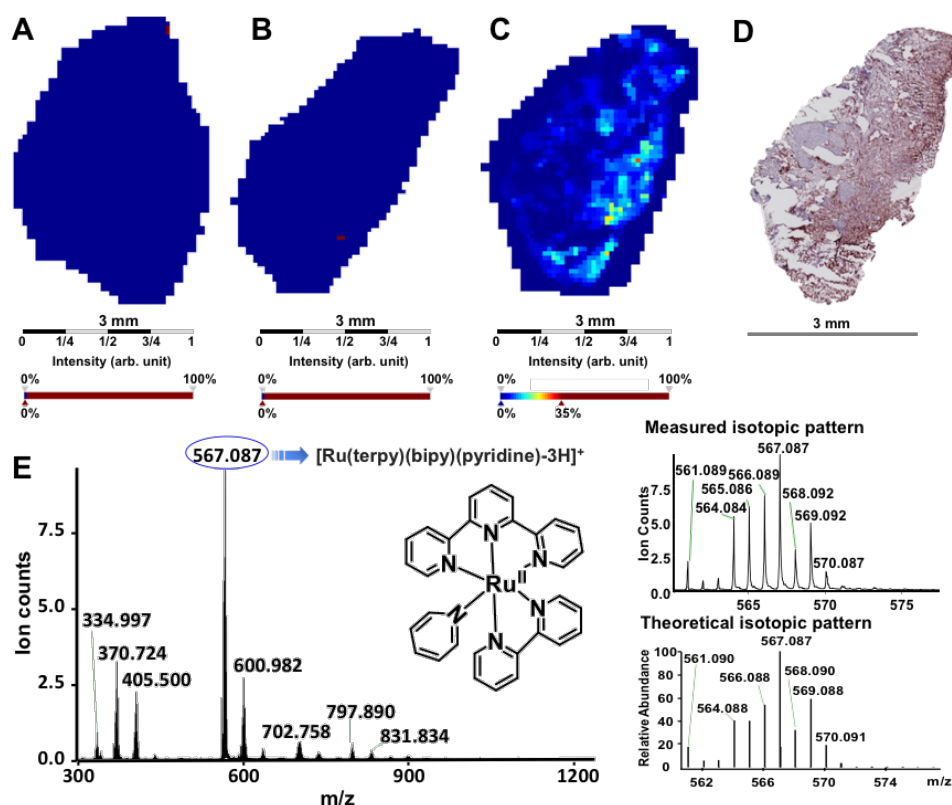 A
B
C
D
3 mm
0 1/4 1/2 3/4 1
Intensity (arb. unit)
0% 100%
0%
3 mm
0 1/4 1/2 3/4 1
Intensity (arb. unit)
0% 100%
0%
3 mm
0 1/4 1/2 3/4 1
Intensity (arb. unit)
0% 100%
0% 35%
3 mm
E
567.087
[Ru(terpy)(bipy)(pyridine)-3H]+
Ion counts
7.5
5.0
2.5
0.0
334.997
370.724
405.500
600.982
702.758
797.890
831.834
300 600 900 1200
m/z
N
N
N
RuII
N
N
N
Measured isotopic pattern
567.087
561.089
566.089
565.086
564.084
568.092
569.092
570.087
Ion Counts
7.5
5.0
2.5
0.0
565 570 575
Theoretical isotopic pattern
567.087
561.090
566.088
564.088
568.090
569.088
570.091
Relative Abundance
100
80
60
40
20
0
562 566 570 574
m/z